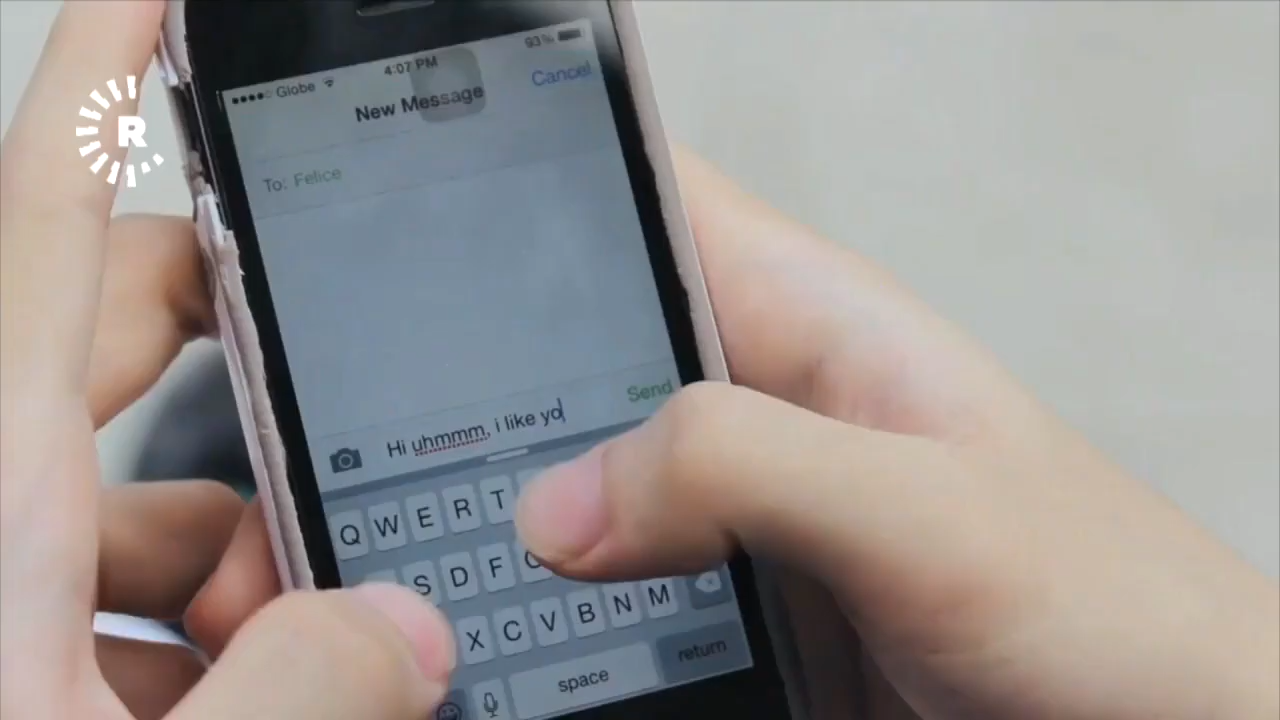 R
Globe 4:07 PM 93%
New Message
Cancel
To: Felice
Hi uhmmm, i like yo
Send
Q W E R T
S D F
X C V B N M
space
return